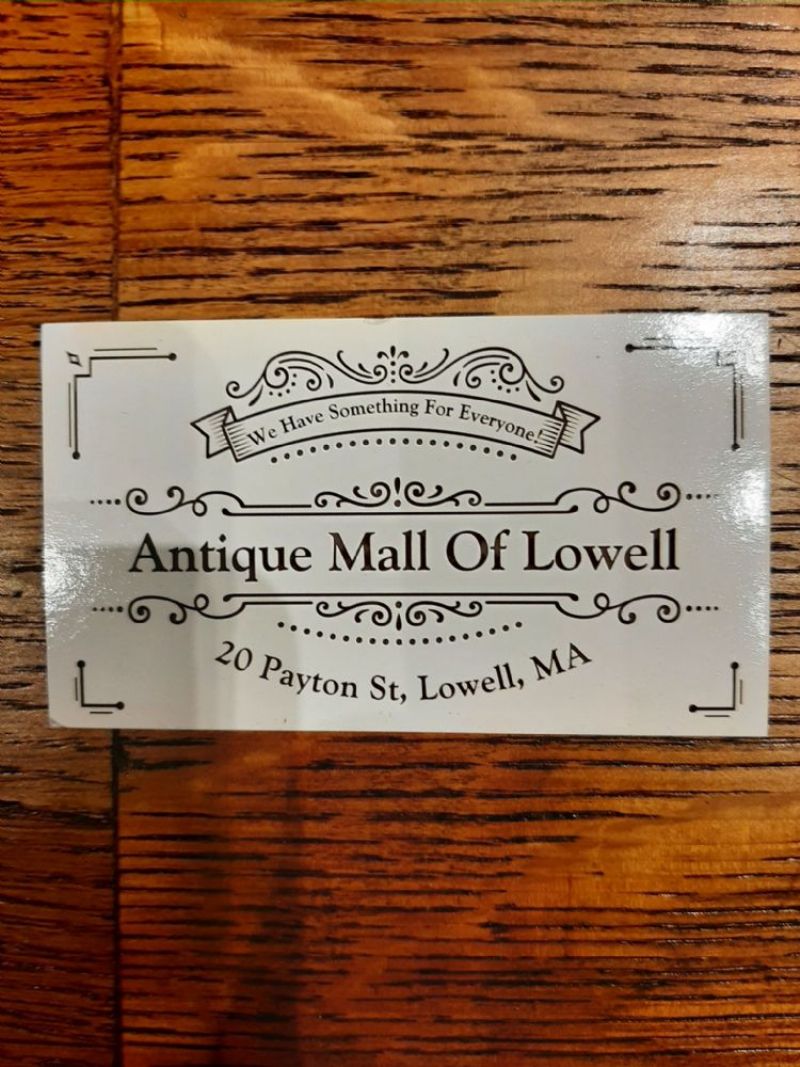 We Have Something For Everyone!
Antique Mall Of Lowell
20 Payton St, Lowell, MA